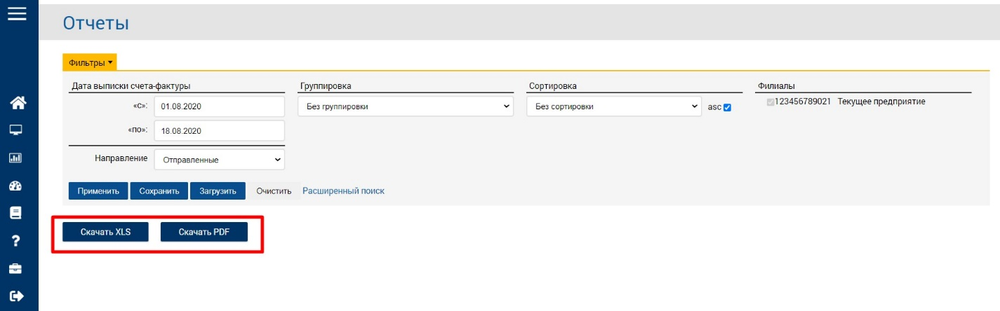 Отчеты
Фильтры
Дата выписки счета-фактуры
«с»: 01.08.2020
«по»: 18.08.2020
Направление Отправленные
Группировка
Без группировки
Сортировка
Без сортировки asc
Филиалы
123456789021 Текущее предприятие
Применить Сохранить Загрузить Очистить Расширенный поиск
Скачать XLS Скачать PDF